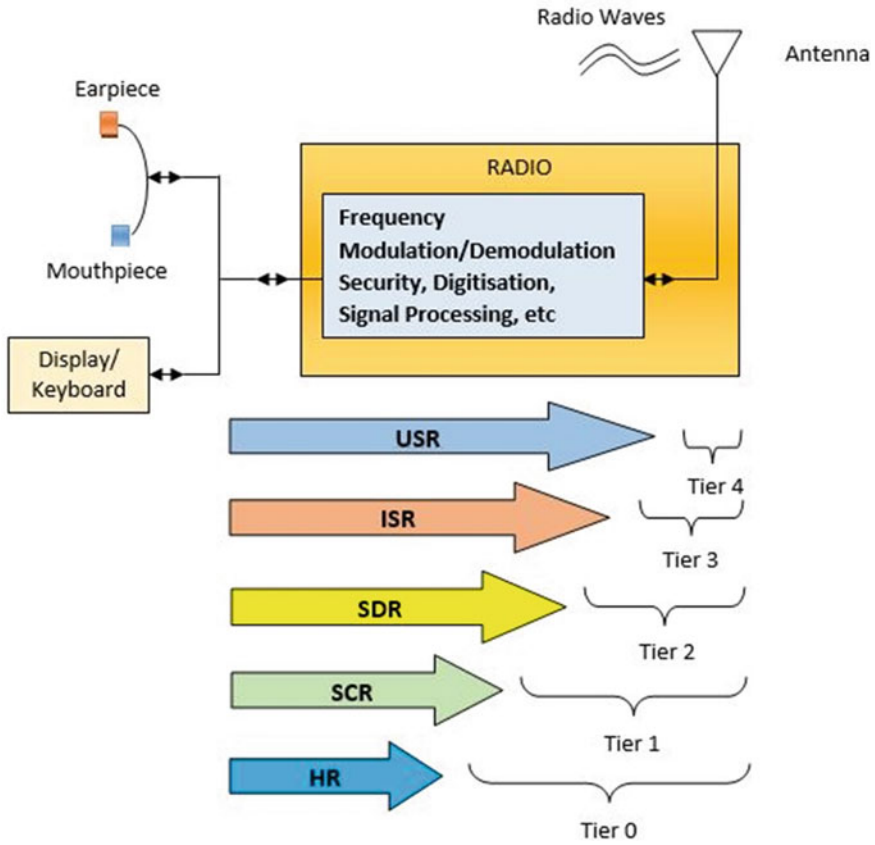 Radio Waves
Antenna
Earpiece
RADIO
Frequency
Modulation/Demodulation
Security, Digitisation,
Signal Processing, etc
Mouthpiece
Display/
Keyboard
USR
Tier 4
ISR
Tier 3
SDR
Tier 2
SCR
Tier 1
HR
Tier 0